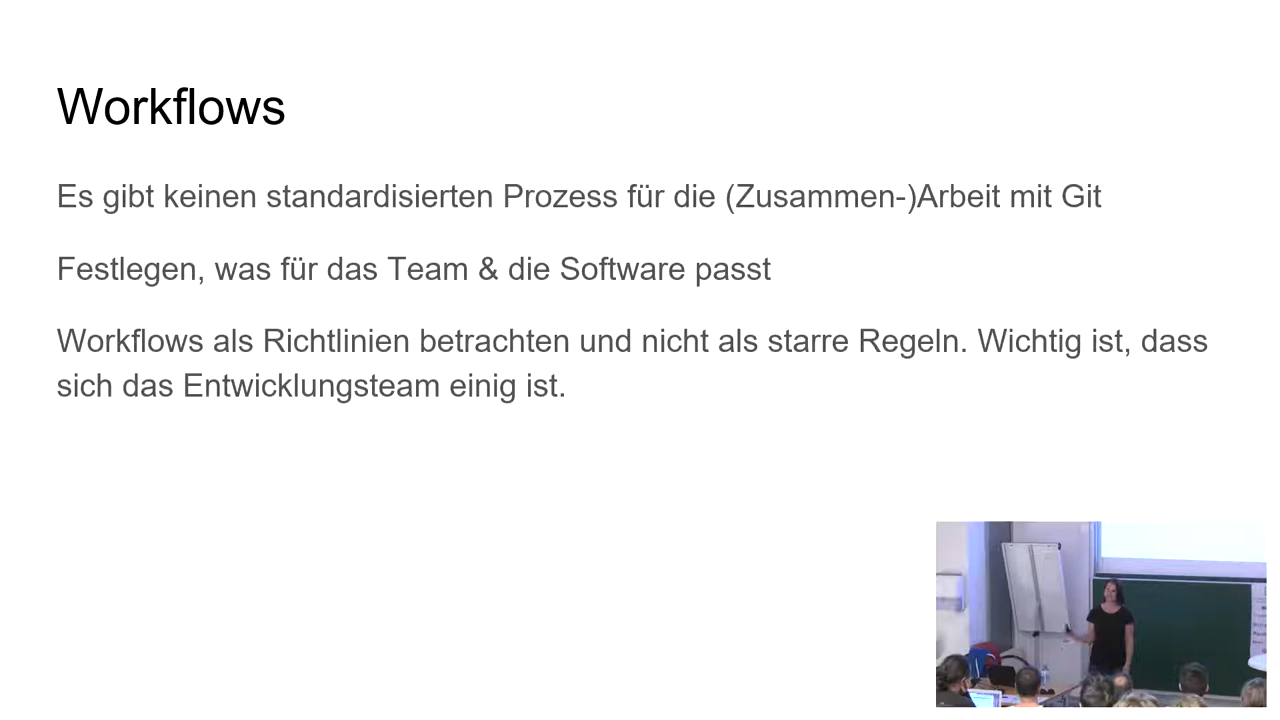 Workflows
Es gibt keinen standardisierten Prozess für die (Zusammen-)Arbeit mit Git
Festlegen, was für das Team & die Software passt
Workflows als Richtlinien betrachten und nicht als starre Regeln. Wichtig ist, dass
sich das Entwicklungsteam einig ist.